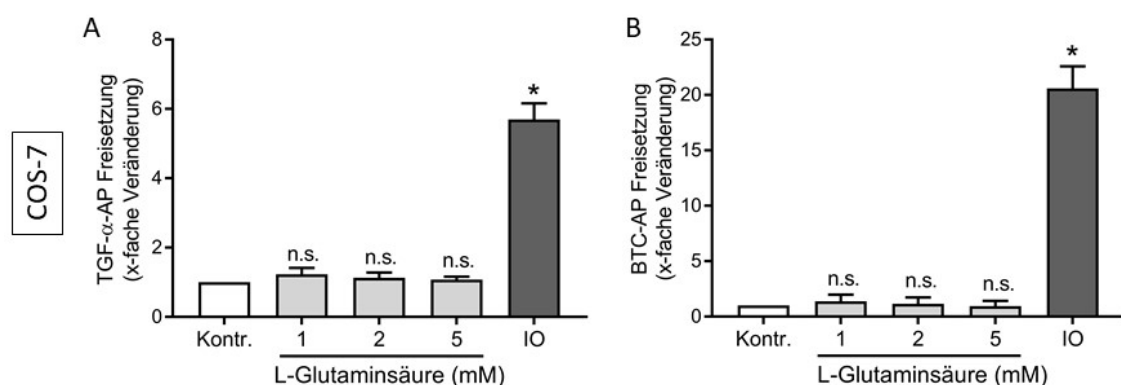 COS-7
A
TGF-α-AP Freisetzung
(x-fache Veränderung)
8
6
4
2
0
n.s.
n.s.
n.s.
*
Kontr.
1
2
5
IO
L-Glutaminsäure (mM)
B
BTC-AP Freisetzung
(x-fache Veränderung)
25
20
15
10
5
0
n.s.
n.s.
n.s.
*
Kontr.
1
2
5
IO
L-Glutaminsäure (mM)